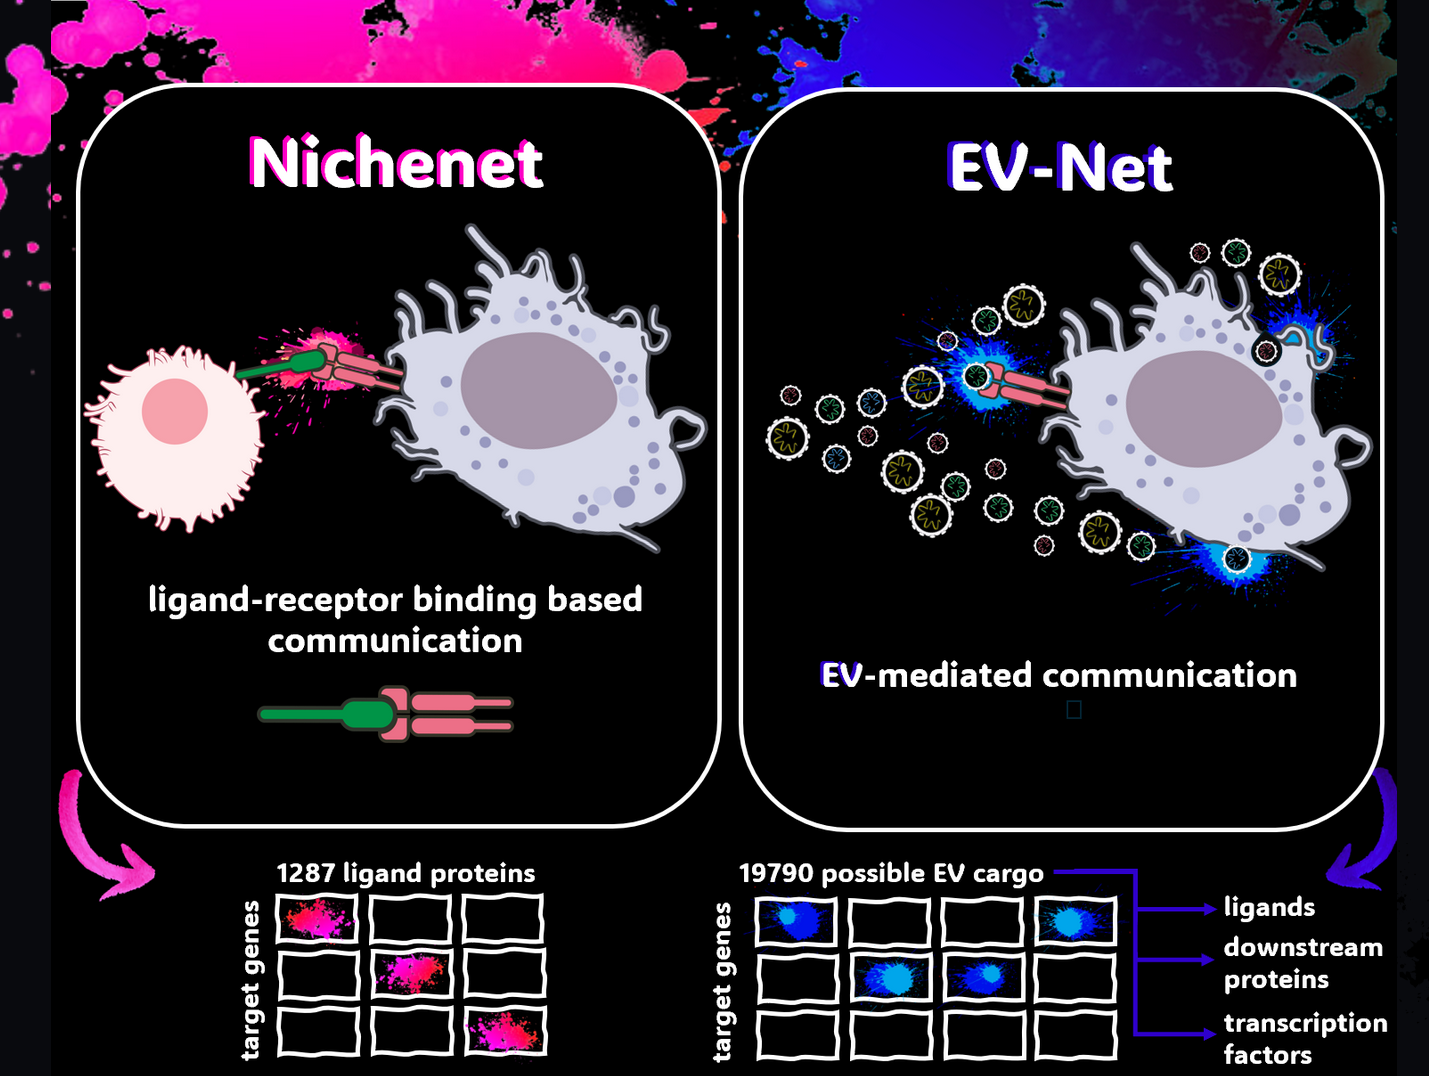 Nichenet
ligand-receptor binding based
communication
1287 ligand proteins
target genes
EV-Net
EV-mediated communication
19790 possible EV cargo
target genes
ligands
downstream
proteins
transcription
factors